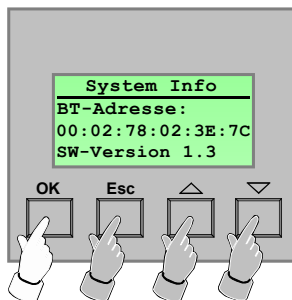 System Info
BT-Adresse:
00:02:78:02:3E:7C
SW-Version 1.3
OK Esc